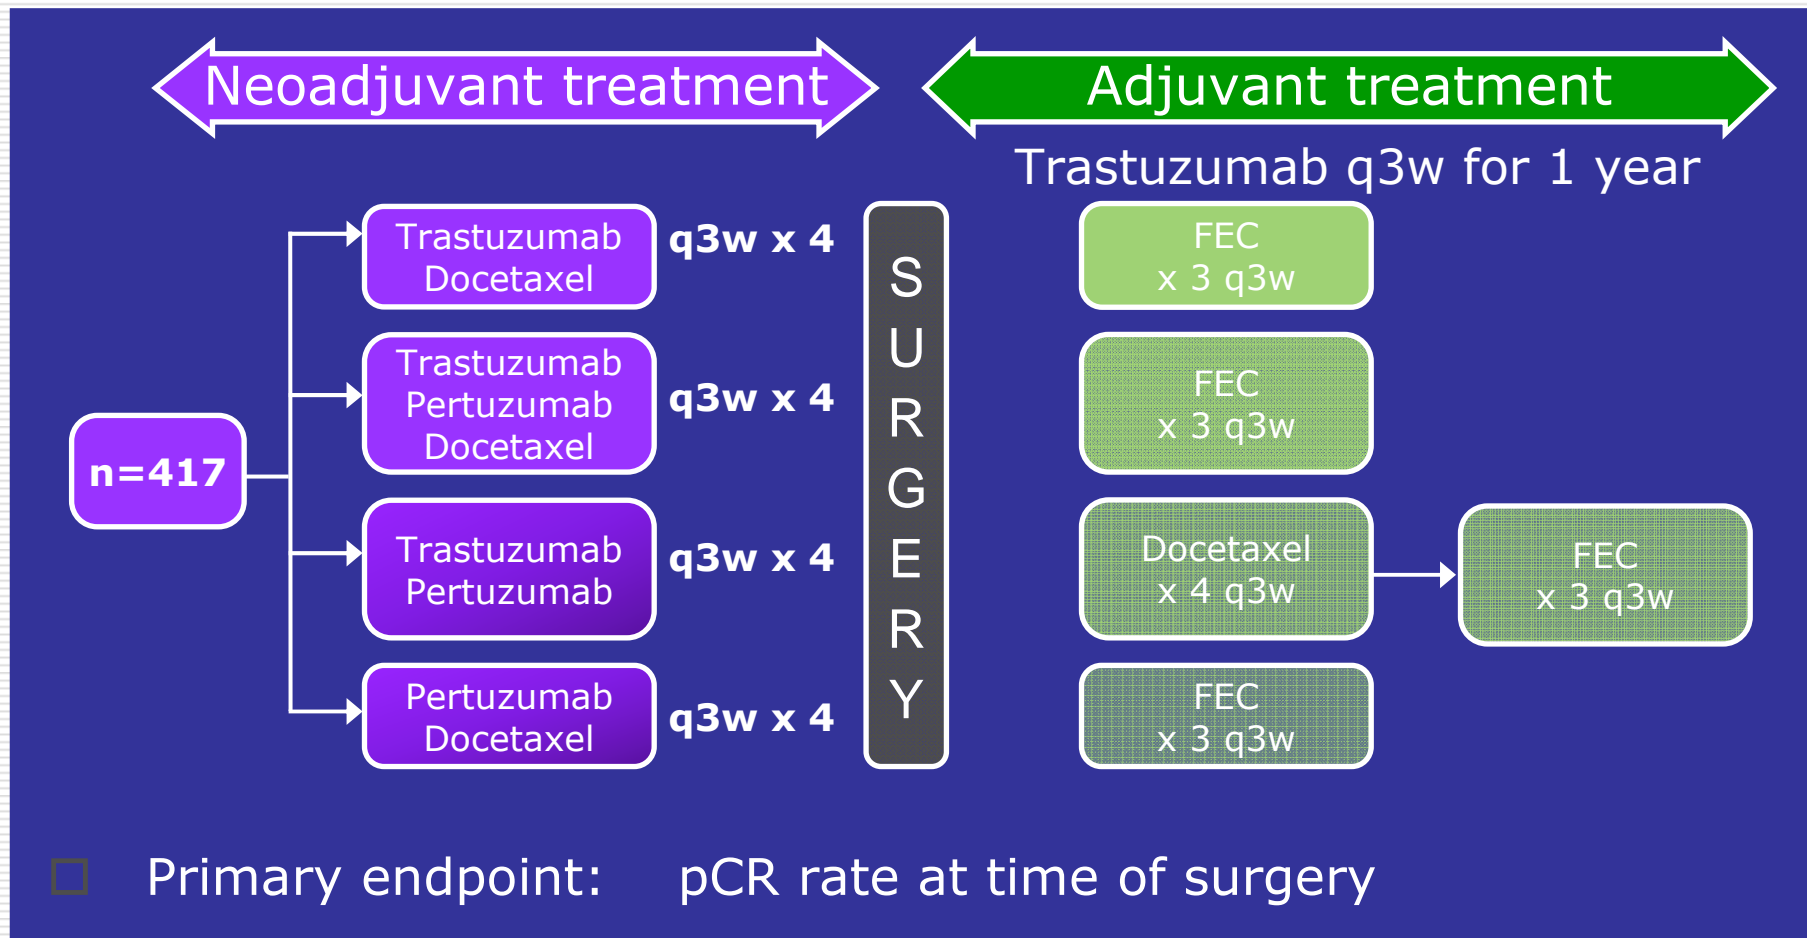 Neoadjuvant treatment
Adjuvant treatment
Trastuzumab q3w for 1 year
Trastuzumab
Docetaxel
q3w x 4
FEC
x 3 q3w
Trastuzumab
Pertuzumab
Docetaxel
q3w x 4
FEC
x 3 q3w
n=417
Trastuzumab
Pertuzumab
q3w x 4
Docetaxel
x 4 q3w
FEC
x 3 q3w
Pertuzumab
Docetaxel
q3w x 4
FEC
x 3 q3w
S
U
R
G
E
R
Y
Primary endpoint: pCR rate at time of surgery